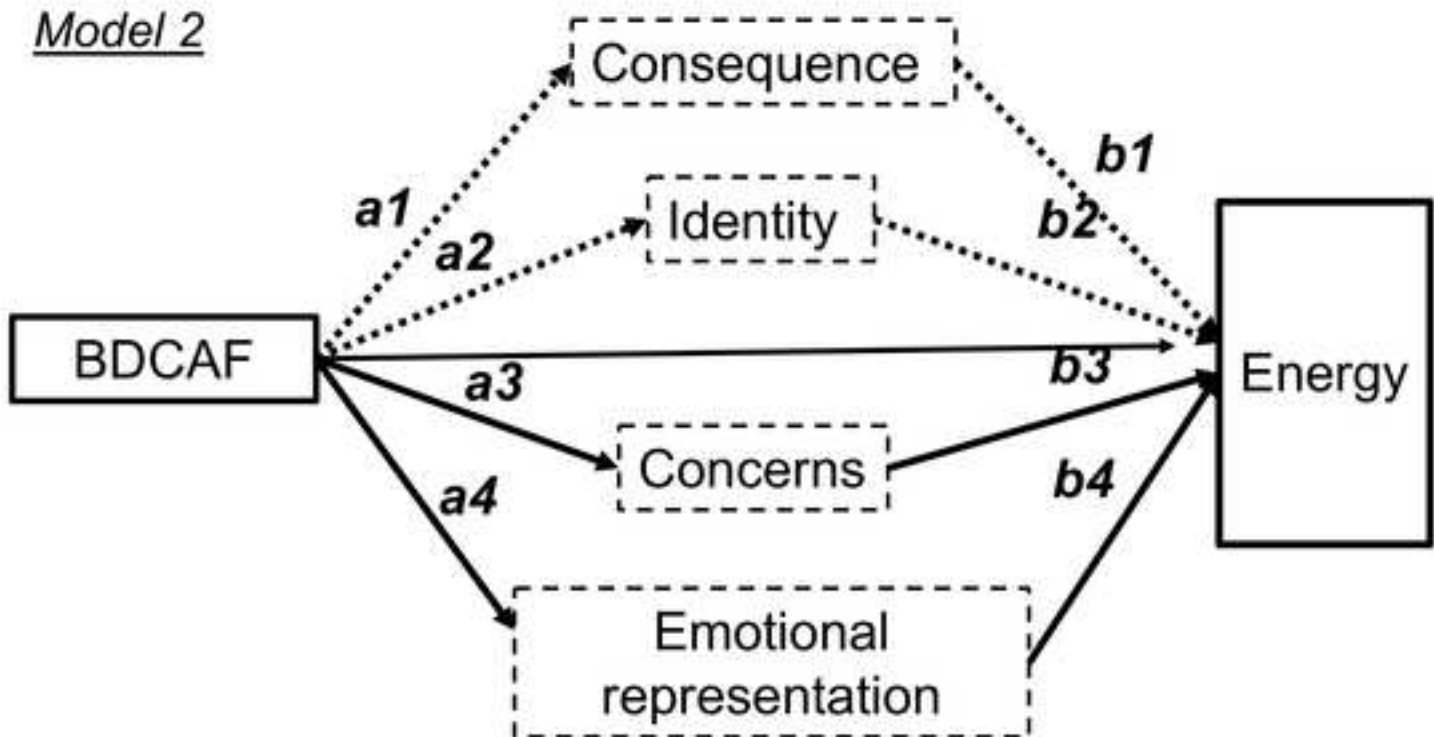 Model 2
Consequence
b1
a1
Identity
b2
a2
BDCAF
a3
b3
Energy
Concerns
a4
b4
Emotional
representation